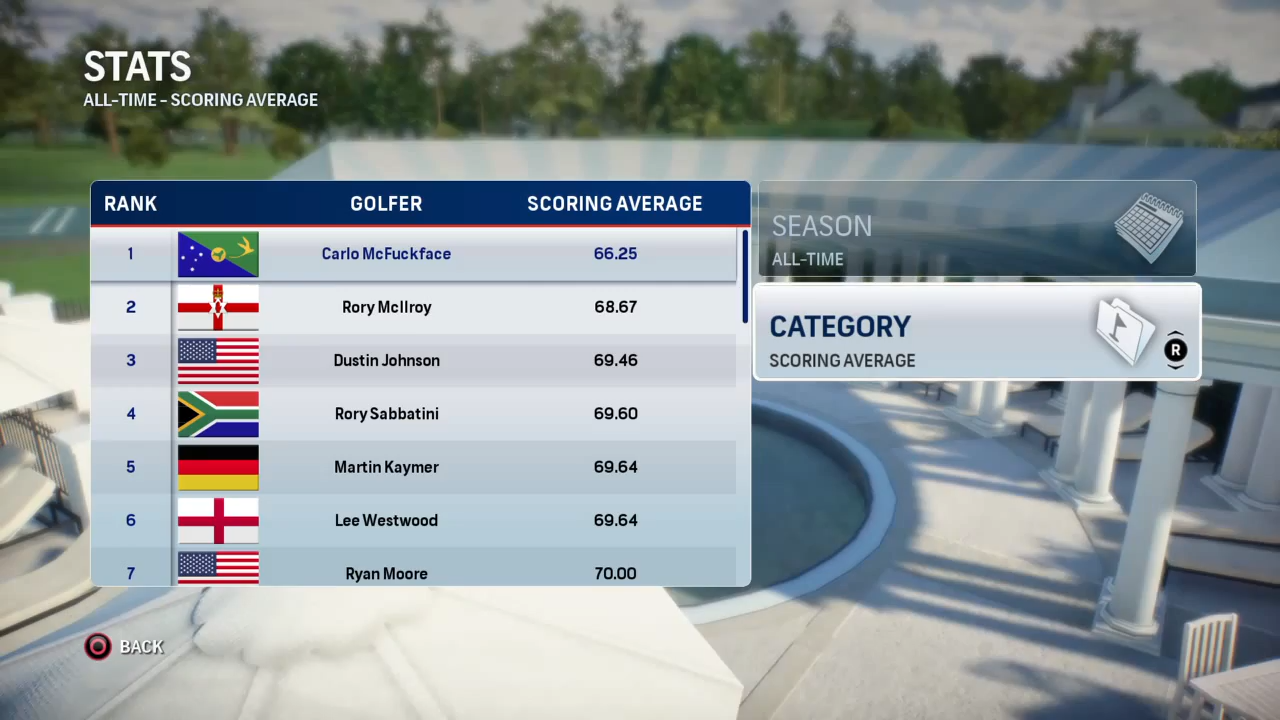 STATS
ALL-TIME - SCORING AVERAGE
RANK GOLFER SCORING AVERAGE
1 Carlo McFuckface 66.25
2 Rory McIlroy 68.67
3 Dustin Johnson 69.46
4 Rory Sabbatini 69.60
5 Martin Kaymer 69.64
6 Lee Westwood 69.64
7 Ryan Moore 70.00
SEASON
ALL-TIME
CATEGORY
SCORING AVERAGE
R
BACK